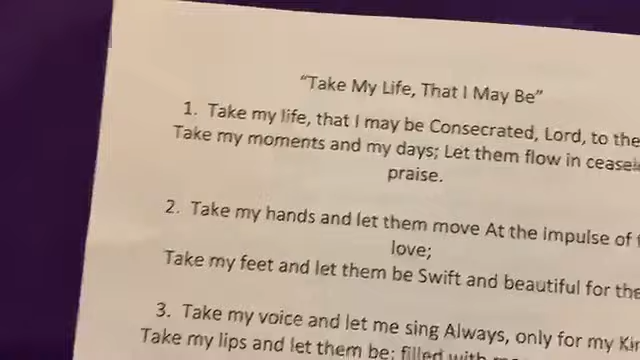 “Take My Life, That I May Be”
1. Take my life, that I may be Consecrated, Lord, to the
Take my moments and my days; Let them flow in
praise.
2. Take my hands and let them move At the impulse of
love;
Take my feet and let them be Swift and beautiful for the
3. Take my voice and let me sing Always, only for my
Take my lips and let them be; filled with